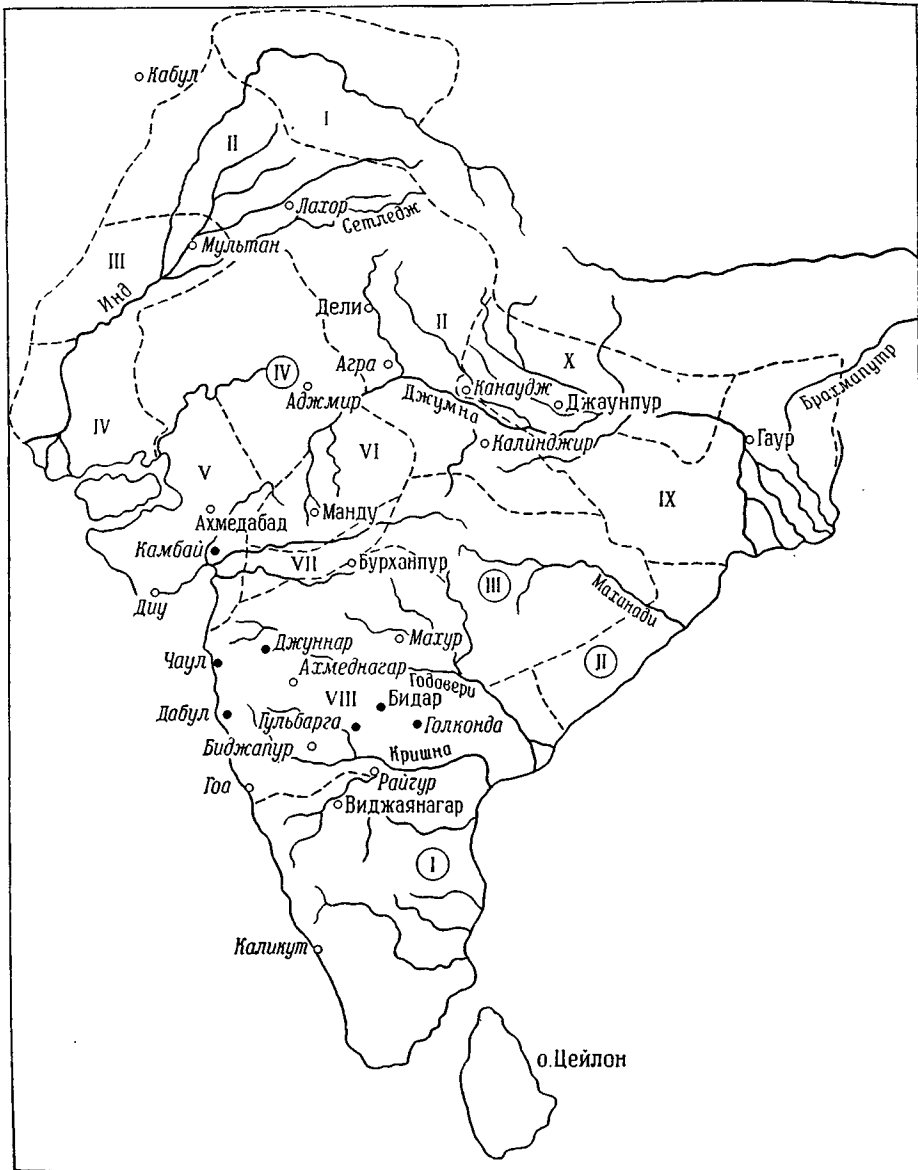 Кабул
I
II
Лахор
Сетледж
Мультан
III
Инд
Дели
II
Агра
X
IV
Аджмир
Канаудж
Джаунпур
Джумна
Брахмапутр
IV
VI
Калинджир
Гаур
V
IX
Ахмедабад
Манду
Камбай
VII
Бурханпур
III
Диу
Маханади
Джуннар
Махур
Чаул
Ахмеднагар
Годовери
II
VIII
Бидар
Дабул
Гульбарга
Голконда
Биджапур
Кришна
Гоа
Райгур
Виджаянагар
I
Каликут
о.Цейлон